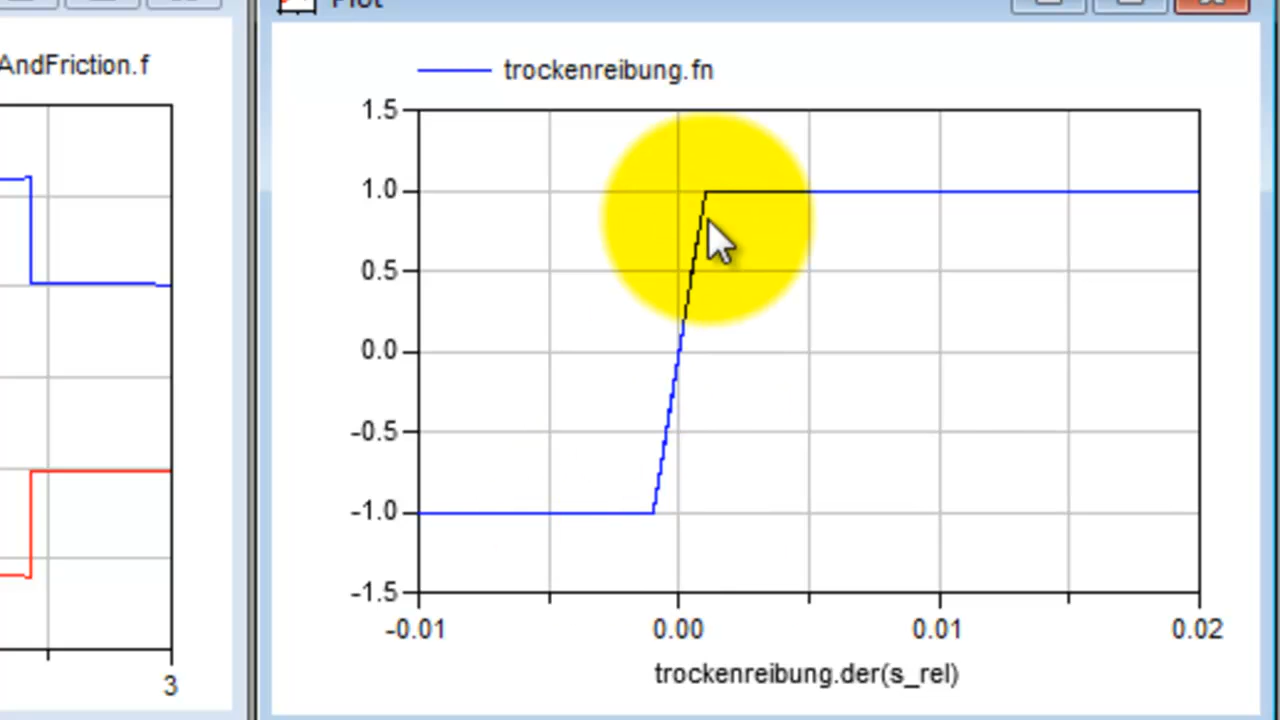 Plot
AndFriction.f
3
trockenreibung.fn
1.5
1.0
0.5
0.0
-0.5
-1.0
-1.5
-0.01 0.00 0.01 0.02
trockenreibung.der(s_rel)